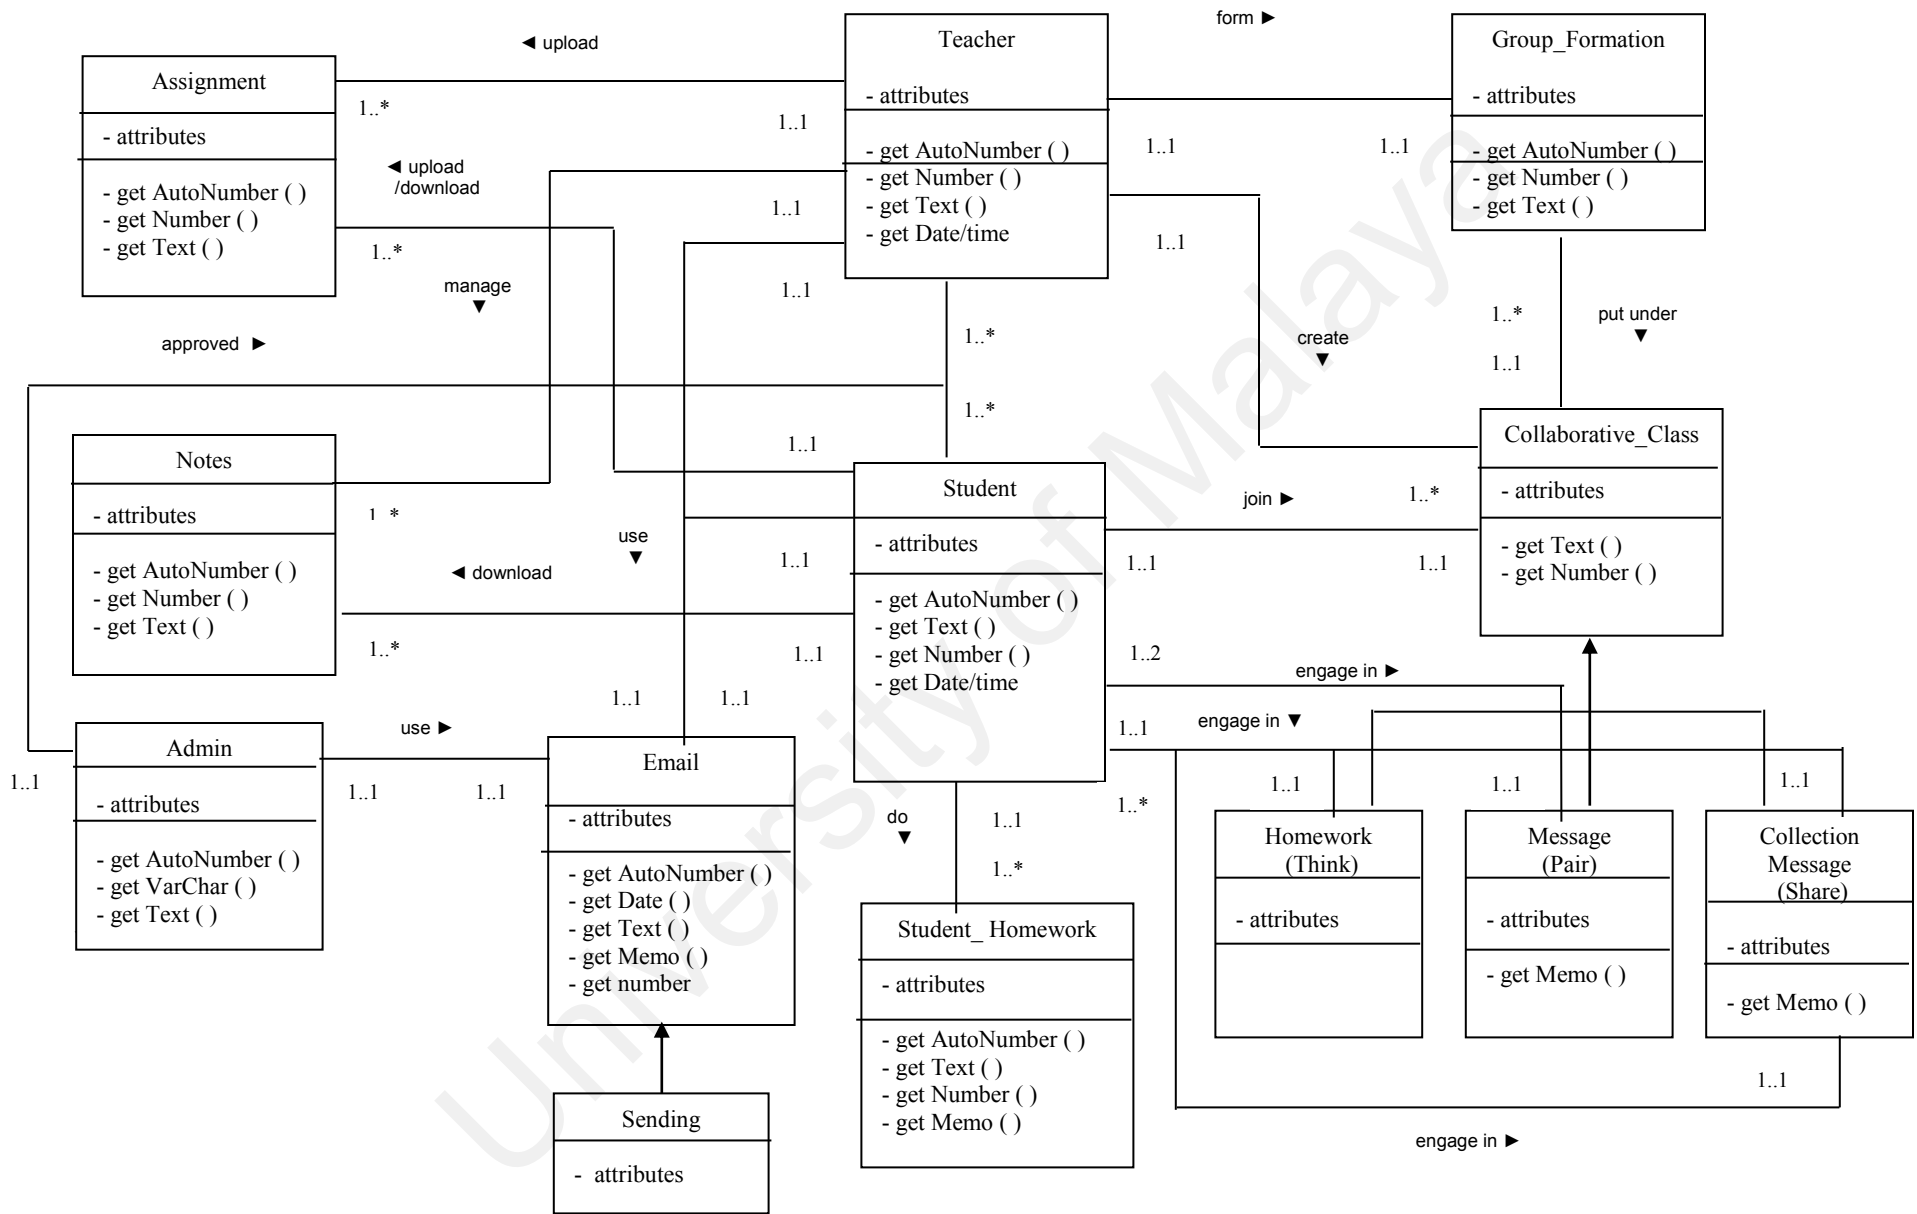 form ►
◄ upload
Teacher
- attributes
- get AutoNumber ( )
- get Number ( )
- get Text ( )
- get Date/time
Group_Formation
- attributes
- get AutoNumber ( )
- get Number ( )
- get Text ( )
Assignment
- attributes
- get AutoNumber ( )
- get Number ( )
- get Text ( )
1..*
1..1
1..1
1..1
◄ upload
/download
1..1
1..*
1..1
manage
▼
1..1
approved ►
1..*
create
▼
1..*
put under
▼
1..1
1..*
1..1
Notes
- attributes
- get AutoNumber ( )
- get Number ( )
- get Text ( )
1 *
use
▼
◄ download
1..1
1..*
1..1
Student
- attributes
- get AutoNumber ( )
- get Text ( )
- get Number ( )
- get Date/time
join ►
1..*
1..1
1..1
Collaborative_Class
- attributes
- get Text ( )
- get Number ( )
1..2
engage in ►
1..1
1..1
engage in ▼
1..1
use ►
Admin
- attributes
- get AutoNumber ( )
- get VarChar ( )
- get Text ( )
1..1
1..1
1..1
Email
- attributes
- get AutoNumber ( )
- get Date ( )
- get Text ( )
- get Memo ( )
- get number
do
▼
1..1
1..*
1..*
1..1
1..1
1..1
Homework
(Think)
- attributes
Message
(Pair)
- attributes
- get Memo ( )
Collection
Message
(Share)
- attributes
- get Memo ( )
Student_ Homework
- attributes
- get AutoNumber ( )
- get Text ( )
- get Number ( )
- get Memo ( )
1..1
engage in ►
Sending
- attributes
University of Malaya